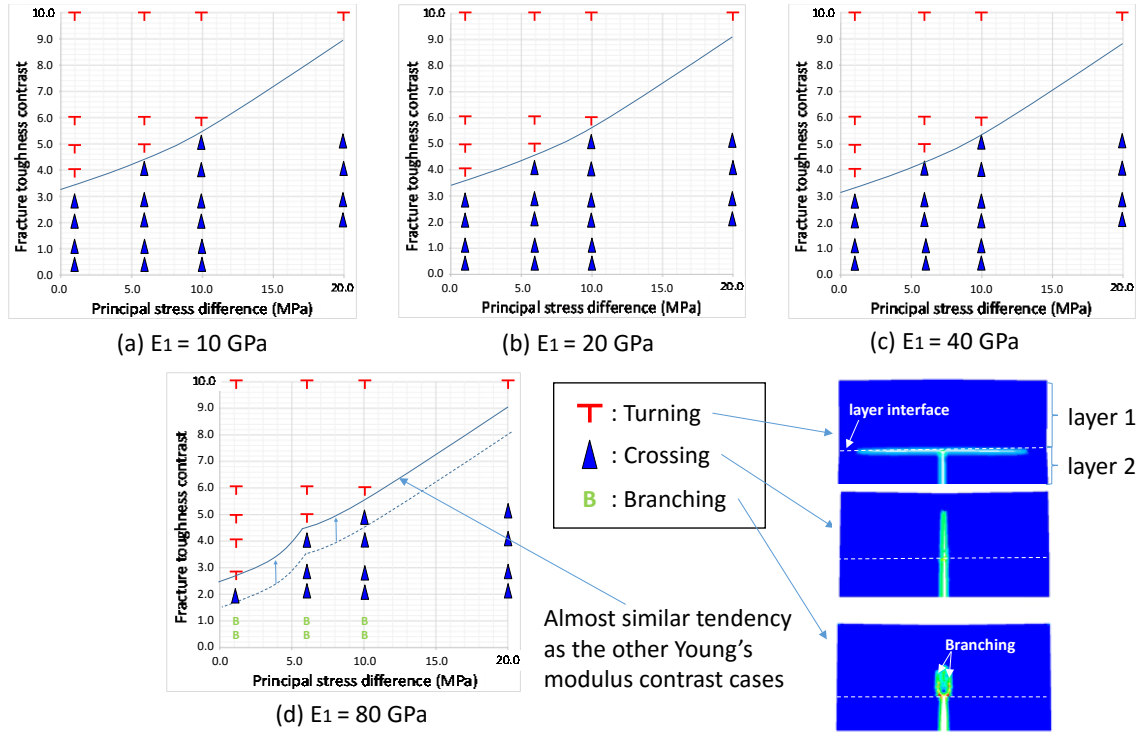 10.0
9.0
8.0
7.0
6.0
5.0
4.0
3.0
2.0
1.0
0.0
Fracture toughness contrast
0.0 5.0 10.0 15.0 20.0
Principal stress difference (MPa)
(a) E1 = 10 GPa
10.0
9.0
8.0
7.0
6.0
5.0
4.0
3.0
2.0
1.0
0.0
Fracture toughness contrast
0.0 5.0 10.0 15.0 20.0
Principal stress difference (MPa)
(b) E1 = 20 GPa
10.0
9.0
8.0
7.0
6.0
5.0
4.0
3.0
2.0
1.0
0.0
Fracture toughness contrast
0.0 5.0 10.0 15.0 20.0
Principal stress difference (MPa)
(c) E1 = 40 GPa
10.0
9.0
8.0
7.0
6.0
5.0
4.0
3.0
2.0
1.0
0.0
Fracture toughness contrast
B B B
B B B
0.0 5.0 10.0 15.0 20.0
Principal stress difference (MPa)
(d) E1 = 80 GPa
: Turning
: Crossing
B : Branching
Almost similar tendency
as the other Young's
modulus contrast cases
layer interface
layer 1
layer 2
Branching